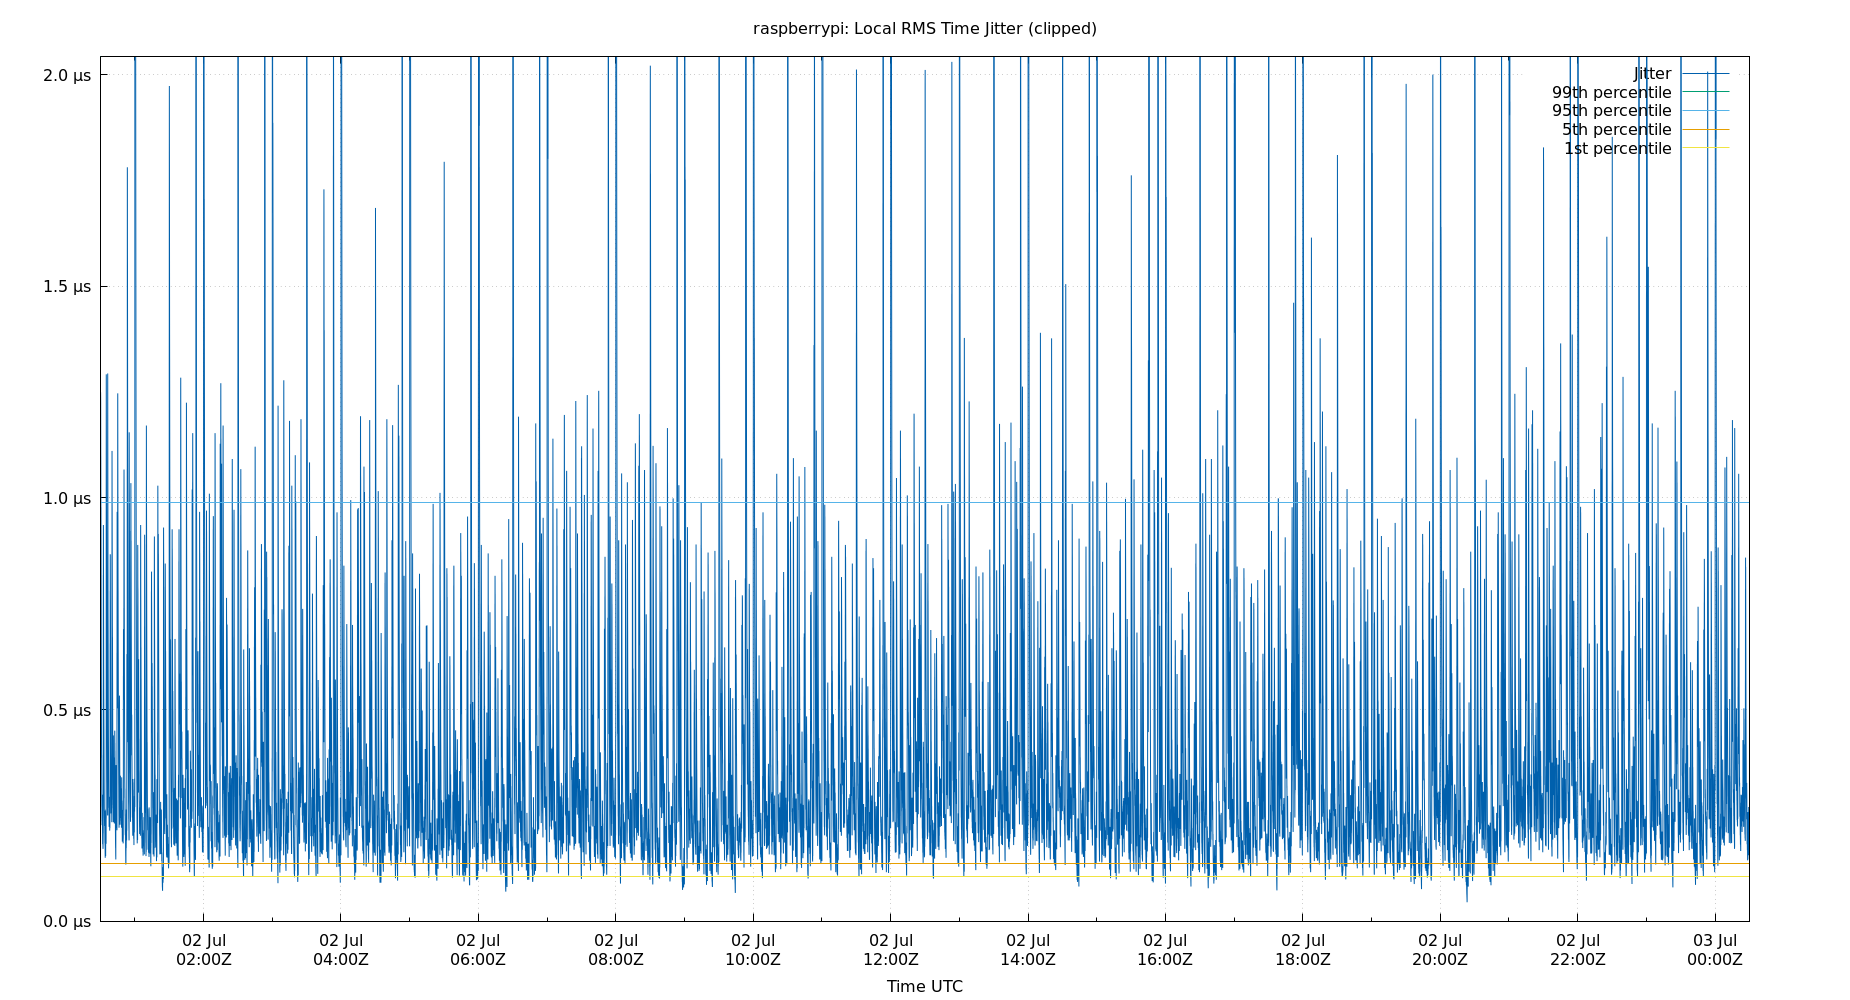 raspberrypi: Local RMS Time Jitter (clipped)
2.0 µs
1.5 µs
1.0 µs
0.5 µs
0.0 µs
Jitter
99th percentile
95th percentile
5th percentile
1st percentile
02 Jul 02 Jul 02 Jul 02 Jul 02 Jul 02 Jul 02 Jul 02 Jul 02 Jul 02 Jul 02 Jul 03 Jul
02:00Z 04:00Z 06:00Z 08:00Z 10:00Z 12:00Z 14:00Z 16:00Z 18:00Z 20:00Z 22:00Z 00:00Z
Time UTC